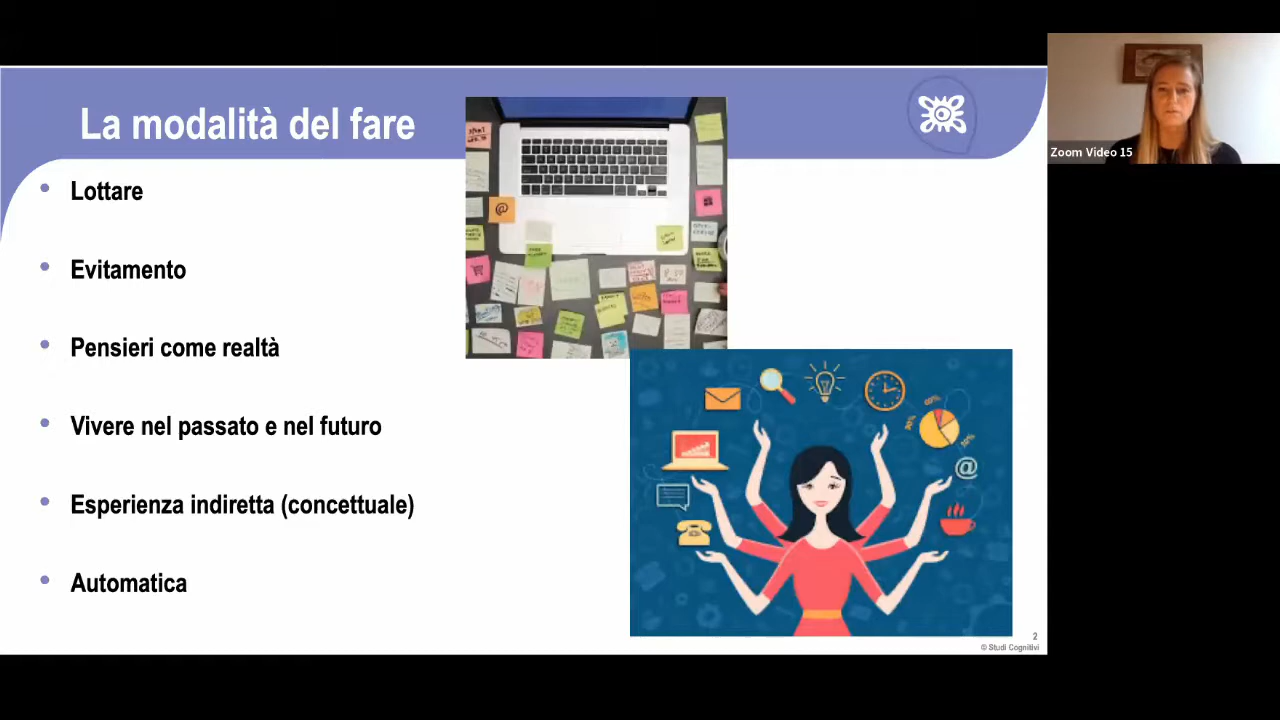 La modalità del fare
Lottare
Evitamento
Pensieri come realtà
Vivere nel passato e nel futuro
Esperienza indiretta (concettuale)
Automatica
@
@
2
© Studi Cognitivi
Zoom Video 15